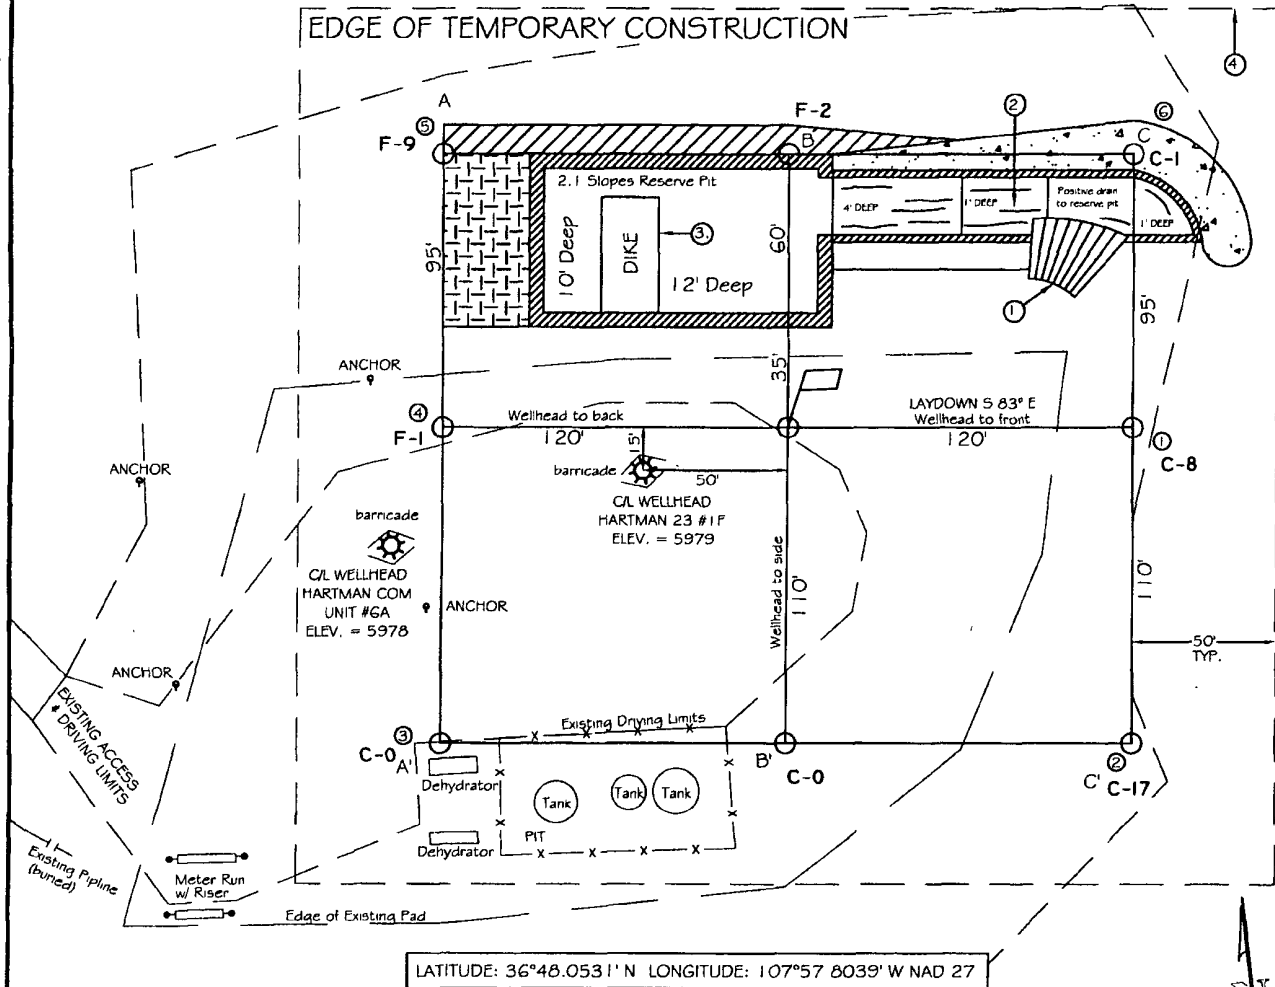 EDGE OF TEMPORARY CONSTRUCTION
4
A
5
F-9
F-2
B
2
6
C
C-1
2.1 Slopes Reserve Pit
4' DEEP
1' DEEP
Positive drain
to reserve pit
1' DEEP
95'
10' Deep
DIKE
3
12' Deep
60'
1
95'
ANCHOR
35'
4
F-1
Wellhead to back
120'
LAYDOWN S 83° E
Wellhead to front
120'
1
C-8
ANCHOR
15'
barricade
50'
C/L WELLHEAD
HARTMAN 23 #1F
ELEV. = 5979
barricade
C/L WELLHEAD
HARTMAN COM
UNIT #6A
ELEV. = 5978
ANCHOR
Wellhead to side
110'
110'
50'
TYP.
ANCHOR
EXISTING ACCESS
& DRIVING LIMITS
Existing Driving Limits
3
C-0
A'
B'
C-0
2
C'
C-17
Dehydrator
Tank
Tank
Tank
PIT
Dehydrator
Existing Pipline
(buried)
Meter Run
w/ Riser
Edge of Existing Pad
LATITUDE: 36°48.0531' N LONGITUDE: 107°57 8039' W NAD 27